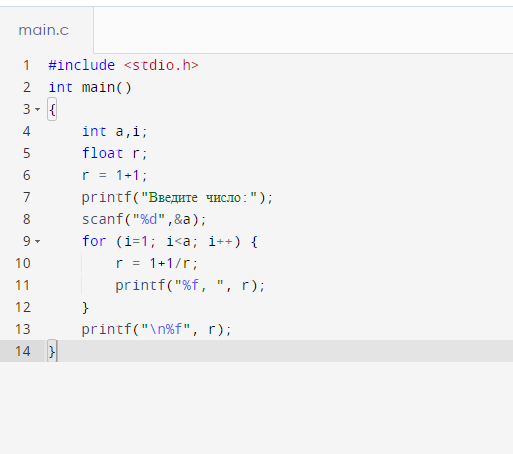 main.c
1 #include <stdio.h>
2 int main()
3 {
4 int a,i;
5 float r;
6 r = 1+1;
7 printf("Введите число:");
8 scanf("%d",&a);
9 for (i=1; i<a; i++) {
10 r = 1+1/r;
11 printf("%f, ", r);
12 }
13 printf("\n%f", r);
14 }